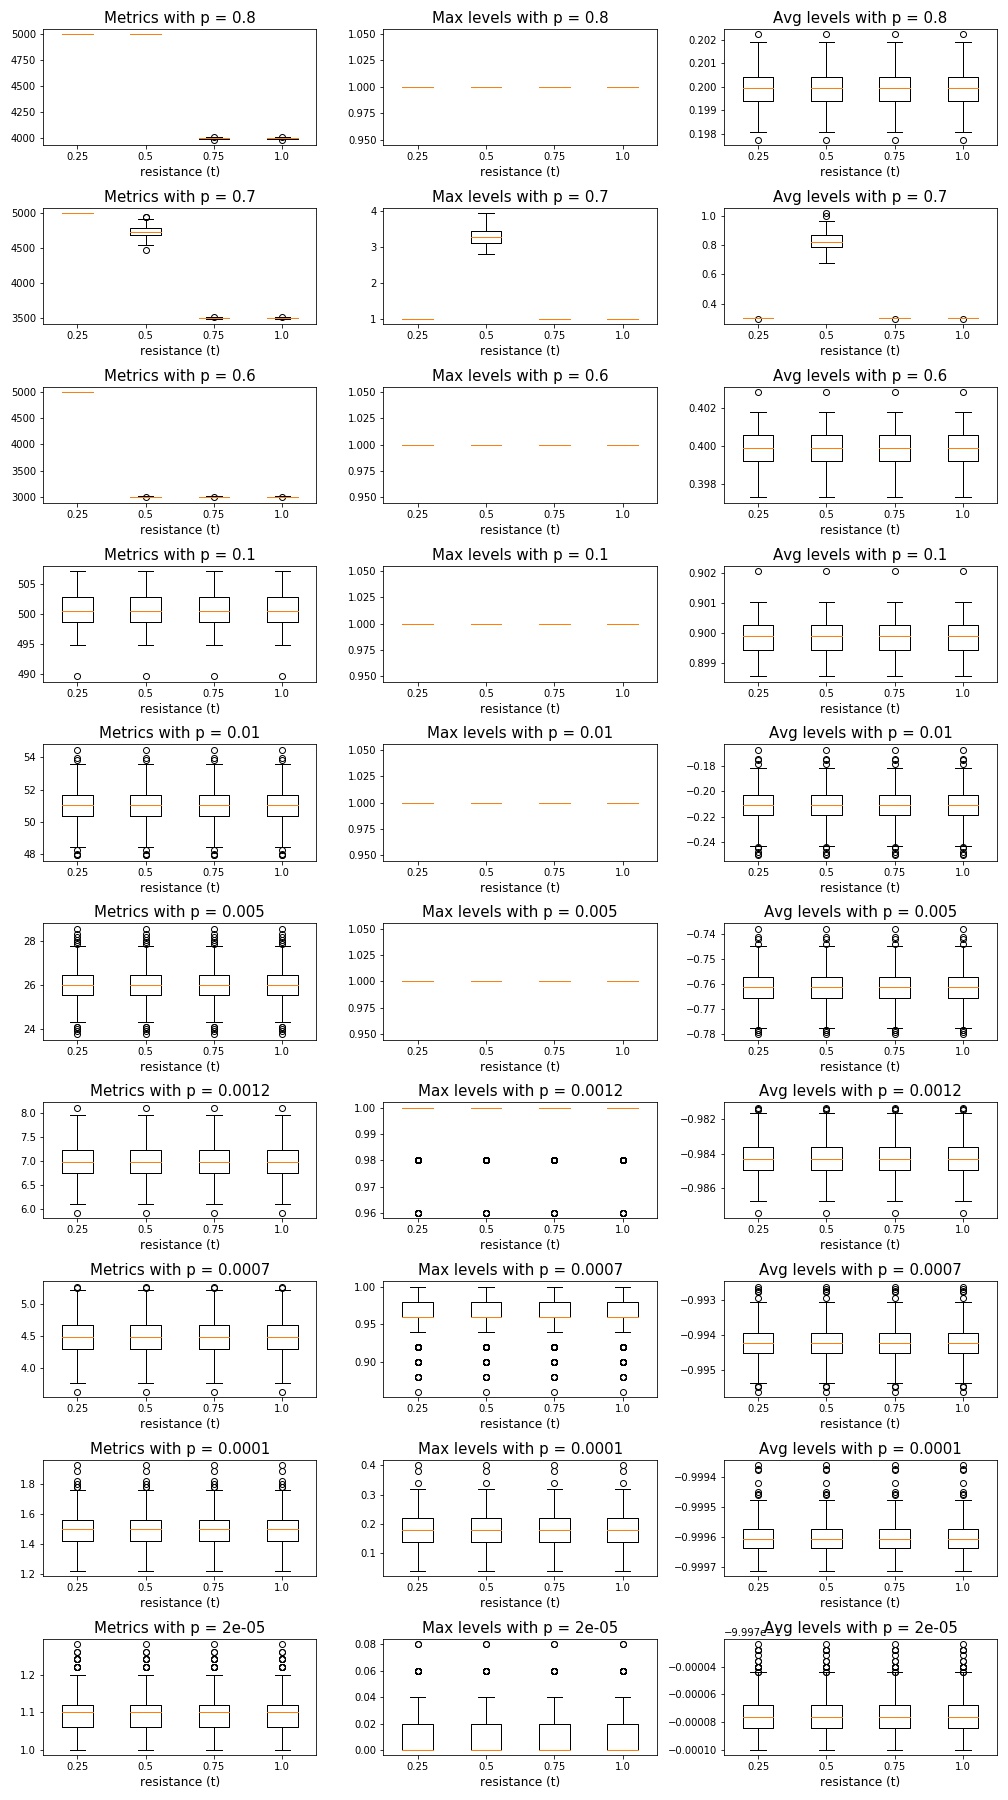 Metrics with p = 0.8 Max levels with p = 0.8 Avg levels with p = 0.8
5000 1.050 0.202
4750 1.025 0.201
4500 1.000 0.200
4250 0.975 0.199
4000 0.950 0.198
0.25 0.5 0.75 1.0 0.25 0.5 0.75 1.0 0.25 0.5 0.75 1.0
resistance (t) resistance (t) resistance (t)
Metrics with p = 0.7 Max levels with p = 0.7 Avg levels with p = 0.7
5000 4 1.0
4500 3 0.8
4000 2 0.6
3500 1 0.4
0.25 0.5 0.75 1.0 0.25 0.5 0.75 1.0 0.25 0.5 0.75 1.0
resistance (t) resistance (t) resistance (t)
Metrics with p = 0.6 Max levels with p = 0.6 Avg levels with p = 0.6
5000 1.050 0.402
4500 1.025 0.400
4000 1.000 0.398
3500 0.975
3000 0.950
0.25 0.5 0.75 1.0 0.25 0.5 0.75 1.0 0.25 0.5 0.75 1.0
resistance (t) resistance (t) resistance (t)
Metrics with p = 0.1 Max levels with p = 0.1 Avg levels with p = 0.1
505 1.050 0.902
500 1.025 0.901
495 1.000 0.900
490 0.975 0.899
0.950
0.25 0.5 0.75 1.0 0.25 0.5 0.75 1.0 0.25 0.5 0.75 1.0
resistance (t) resistance (t) resistance (t)
Metrics with p = 0.01 Max levels with p = 0.01 Avg levels with p = 0.01
54 1.050 −0.18
52 1.025 −0.20
50 1.000 −0.22
48 0.975 −0.24
0.950
0.25 0.5 0.75 1.0 0.25 0.5 0.75 1.0 0.25 0.5 0.75 1.0
resistance (t) resistance (t) resistance (t)
Metrics with p = 0.005 Max levels with p = 0.005 Avg levels with p = 0.005
28 1.050 −0.74
26 1.025 −0.75
24 1.000 −0.76
0.975 −0.77
0.950 −0.78
0.25 0.5 0.75 1.0 0.25 0.5 0.75 1.0 0.25 0.5 0.75 1.0
resistance (t) resistance (t) resistance (t)
Metrics with p = 0.0012 Max levels with p = 0.0012 Avg levels with p = 0.0012
8.0 1.00 −0.982
7.5 0.99 −0.984
7.0 0.98 −0.986
6.5 0.97
6.0 0.96
0.25 0.5 0.75 1.0 0.25 0.5 0.75 1.0 0.25 0.5 0.75 1.0
resistance (t) resistance (t) resistance (t)
Metrics with p = 0.0007 Max levels with p = 0.0007 Avg levels with p = 0.0007
5.0 1.00 −0.993
4.5 0.95 −0.994
4.0 0.90 −0.995
0.25 0.5 0.75 1.0 0.25 0.5 0.75 1.0 0.25 0.5 0.75 1.0
resistance (t) resistance (t) resistance (t)
Metrics with p = 0.0001 Max levels with p = 0.0001 Avg levels with p = 0.0001
1.8 0.4 −0.9994
1.6 0.3 −0.9995
1.4 0.2 −0.9996
1.2 0.1 −0.9997
0.25 0.5 0.75 1.0 0.25 0.5 0.75 1.0 0.25 0.5 0.75 1.0
resistance (t) resistance (t) resistance (t)
Metrics with p = 2e-05 Max levels with p = 2e-05 Avg levels with p = 2e-05
1.2 0.08 −0.00004
1.1 0.06 −0.00006
1.0 0.04 −0.00008
0.02 −0.00010
0.00
0.25 0.5 0.75 1.0 0.25 0.5 0.75 1.0 0.25 0.5 0.75 1.0
resistance (t) resistance (t) resistance (t)